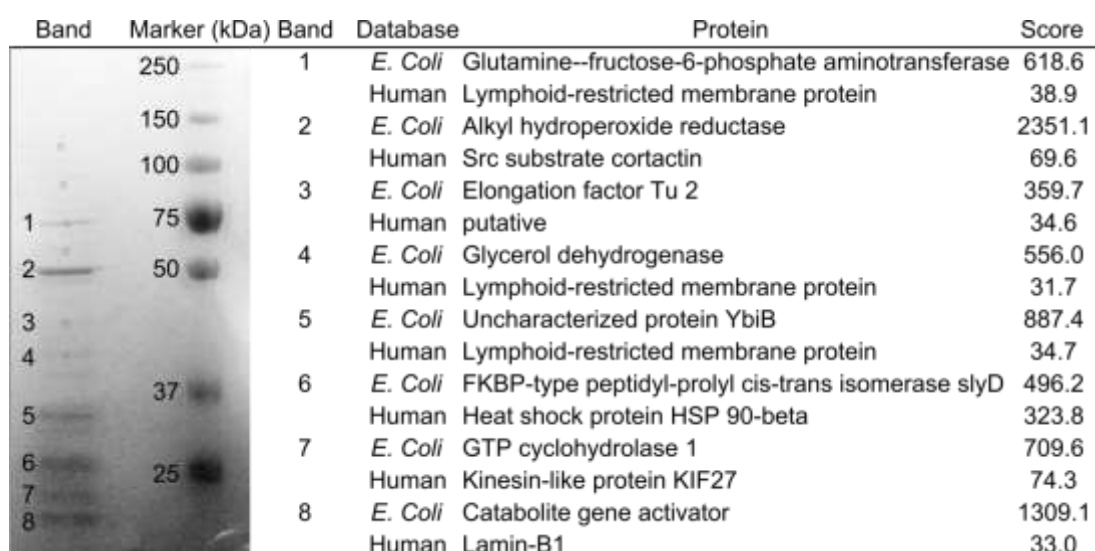 Band Marker (kDa) Band Database Protein Score
250 1 E. Coli Glutamine--fructose-6-phosphate aminotransferase 618.6
Human Lymphoid-restricted membrane protein 38.9
150 2 E. Coli Alkyl hydroperoxide reductase 2351.1
100 Human Src substrate cortactin 69.6
3 E. Coli Elongation factor Tu 2 359.7
1 75 Human putative 34.6
4 E. Coli Glycerol dehydrogenase 556.0
2 50 Human Lymphoid-restricted membrane protein 31.7
3 5 E. Coli Uncharacterized protein YbiB 887.4
4 Human Lymphoid-restricted membrane protein 34.7
37 6 E. Coli FKBP-type peptidyl-prolyl cis-trans isomerase slyD 496.2
5 Human Heat shock protein HSP 90-beta 323.8
6 7 E. Coli GTP cyclohydrolase 1 709.6
7 25 Human Kinesin-like protein KIF27 74.3
8 8 E. Coli Catabolite gene activator 1309.1
Human Lamin-B1 33.0